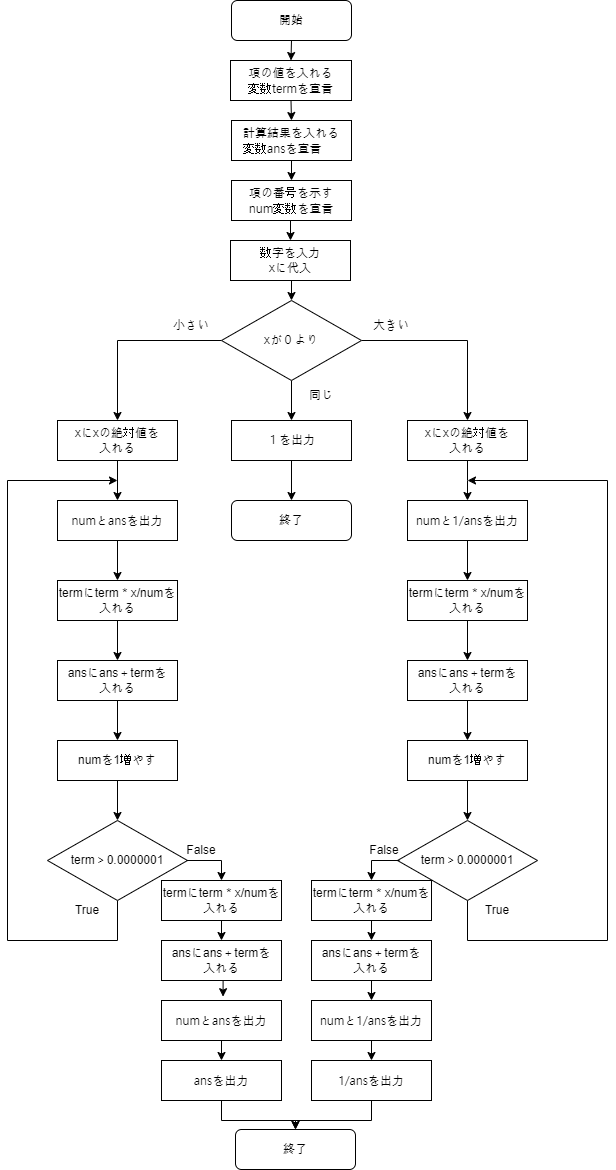 開始
項の値を入れる
変数termを宣言
計算結果を入れる
変数ansを宣言
項の番号を示す
num変数を宣言
数字を入力
xに代入
小さい
xが０より
大きい
同じ
xにxの絶対値を
入れる
１を出力
xにxの絶対値を
入れる
numとansを出力
終了
numと1/ansを出力
termにterm * x/numを
入れる
termにterm * x/numを
入れる
ansにans + termを
入れる
ansにans + termを
入れる
numを1増やす
numを1増やす
term > 0.0000001
False
True
False
term > 0.0000001
True
termにterm * x/numを
入れる
termにterm * x/numを
入れる
ansにans + termを
入れる
ansにans + termを
入れる
numとansを出力
numと1/ansを出力
ansを出力
1/ansを出力
終了